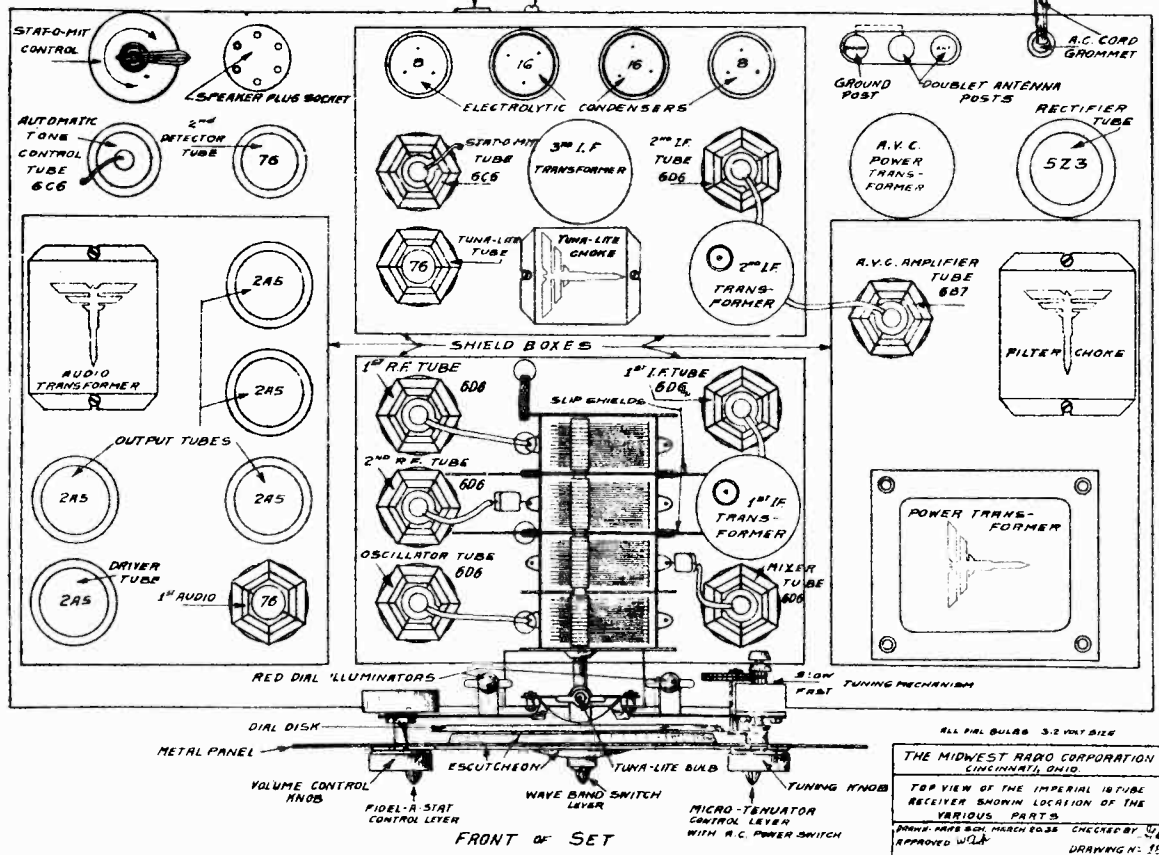 STAT-O-MIT
CONTROL
SPEAKER PLUG SOCKET
8
16
16
8
ELECTROLYTIC CONDENSERS
GROUND
POST
ANT
DOUBLET ANTENNA
POSTS
A.C. CORD
GROMMET
AUTOMATIC
TONE
CONTROL
TUBE
6C6
2ND
DETECTOR
TUBE
76
STAT-O-MIT
TUBE
6C6
3RD I.F
TRANSFORMER
2ND I.F.
TUBE
6D6
A.V.C.
POWER
TRANS-
FORMER
RECTIFIER
TUBE
5Z3
AUDIO
TRANSFORMER
2A5
2A5
OUTPUT TUBES
2A5
2A5
DRIVER
TUBE
2A5
1ST AUDIO
76
TUNA-LITE
TUBE
76
TUNA-LITE
CHOKE
2ND I.F.
TRANS-
FORMER
A.V.C. AMPLIFIER
TUBE
6B7
FILTER CHOKE
SHIELD BOXES
1ST R.F. TUBE
6D6
SLIP SHIELDS
1ST I.F. TUBE
6D6
2ND R.F. TUBE
6D6
1ST I.F.
TRANS-
FORMER
OSCILLATOR TUBE
6D6
MIXER
TUBE
6D6
POWER TRANS-
FORMER
RED DIAL ILLUMINATORS
SLOW
FAST
TUNING MECHANISM
DIAL DISK
METAL PANEL
ESCUTCHEON
TUNA-LITE BULB
VOLUME CONTROL
KNOB
WAVE BAND SWITCH
LEVER
TUNING KNOB
FIDEL-A-STAT
CONTROL LEVER
MICRO-TENUATOR
CONTROL LEVER
WITH A.C. POWER SWITCH
FRONT OF SET
ALL DIAL BULBS 3.2 VOLT SIZE
THE MIDWEST RADIO CORPORATION
CINCINNATI, OHIO.
TOP VIEW OF THE IMPERIAL 18 TUBE
RECEIVER SHOWIN LOCATION OF THE
VARIOUS PARTS
MARCH 20.35 CHECKED BY
APPROVED
DRAWING No